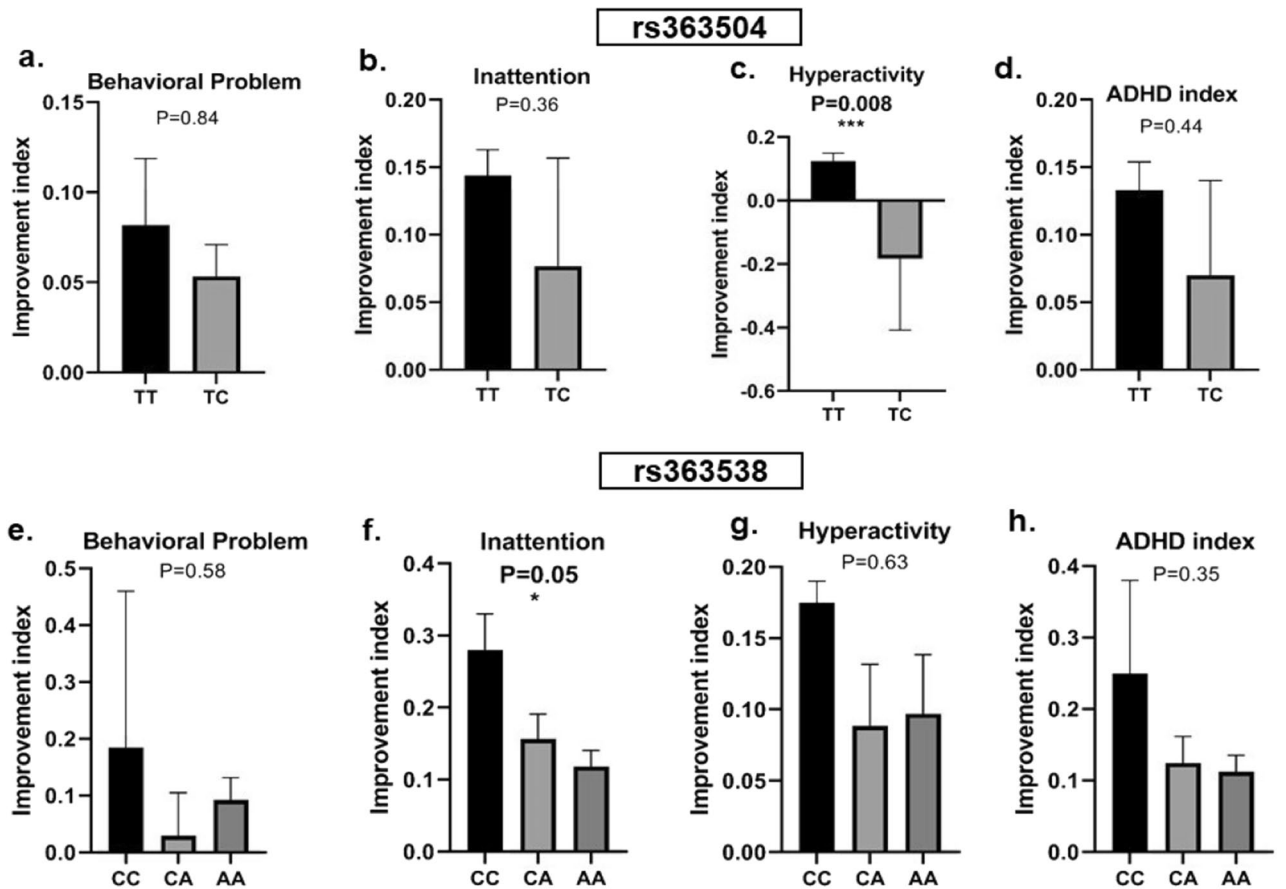 rs363504
a.
Behavioral Problem
P=0.84
Improvement index
0.15
0.10
0.05
0.00
TT TC
b.
Inattention
P=0.36
Improvement index
0.20
0.15
0.10
0.05
0.00
TT TC
c.
Hyperactivity
P=0.008
***
Improvement index
0.2
0.0
-0.2
-0.4
-0.6
TT TC
d.
ADHD index
P=0.44
Improvement index
0.20
0.15
0.10
0.05
0.00
TT TC
rs363538
e.
Behavioral Problem
P=0.58
Improvement index
0.5
0.4
0.3
0.2
0.1
0.0
CC CA AA
f.
Inattention
P=0.05
*
Improvement index
0.4
0.3
0.2
0.1
0.0
CC CA AA
g.
Hyperactivity
P=0.63
Improvement index
0.20
0.15
0.10
0.05
0.00
CC CA AA
h.
ADHD index
P=0.35
Improvement index
0.4
0.3
0.2
0.1
0.0
CC CA AA